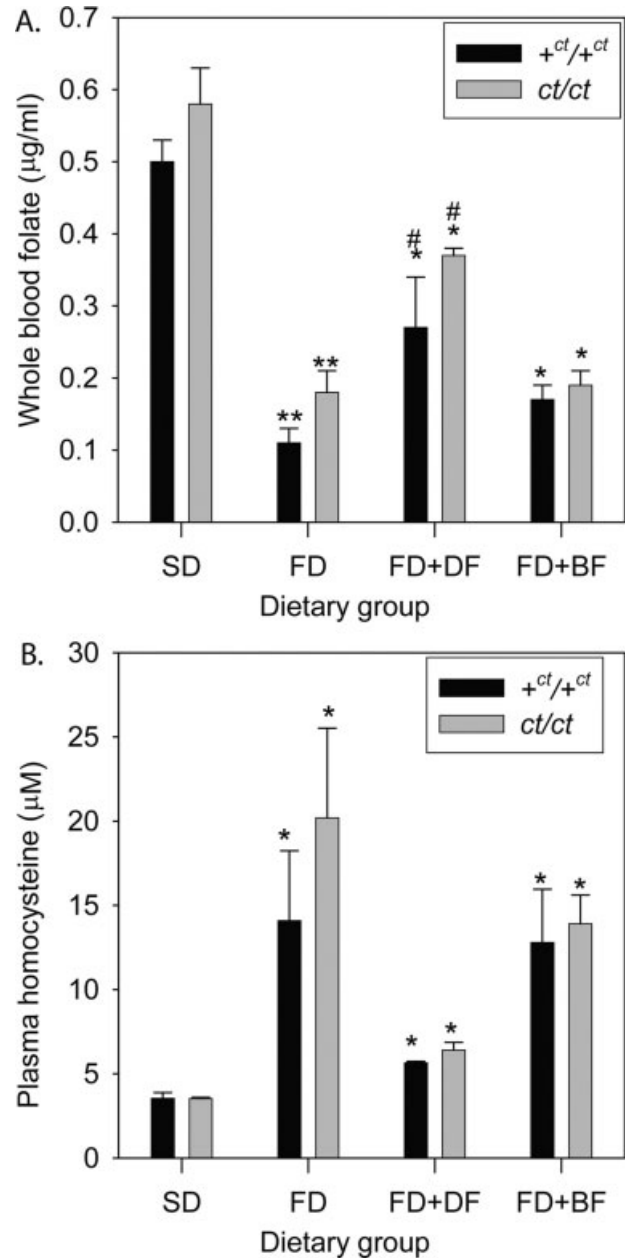 A.
0.7
0.6
0.5
0.4
0.3
0.2
0.1
0.0
Whole blood folate (μg/ml)
+ct/+ct
ct/ct
** ** # * # * * *
SD FD FD+DF FD+BF
Dietary group
B.
30
25
20
15
10
5
0
Plasma homocysteine (μM)
+ct/+ct
ct/ct
* * * * * *
SD FD FD+DF FD+BF
Dietary group